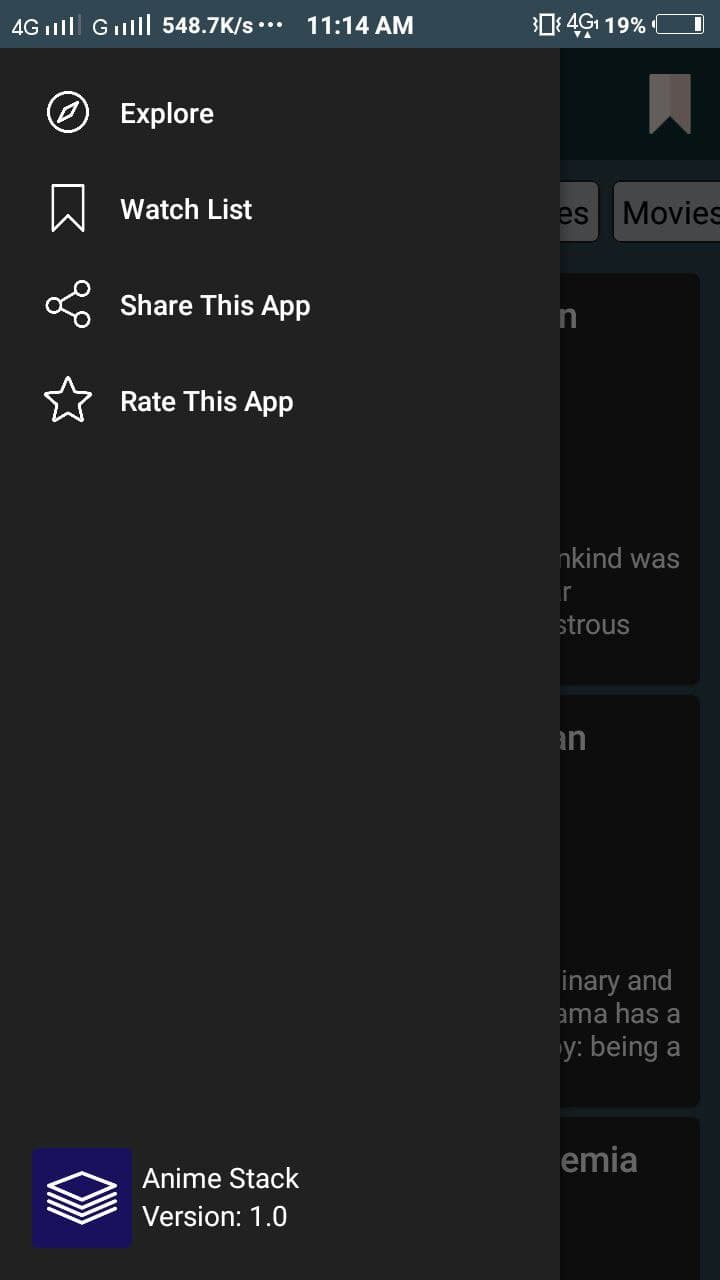 4G G 548.7K/s ••• 11:14 AM 4G1 19%
Explore
Watch List
Share This App
Rate This App
Anime Stack
Version: 1.0
es Movies
n
nkind was
r
strous
an
inary and
ama has a
y: being a
emia